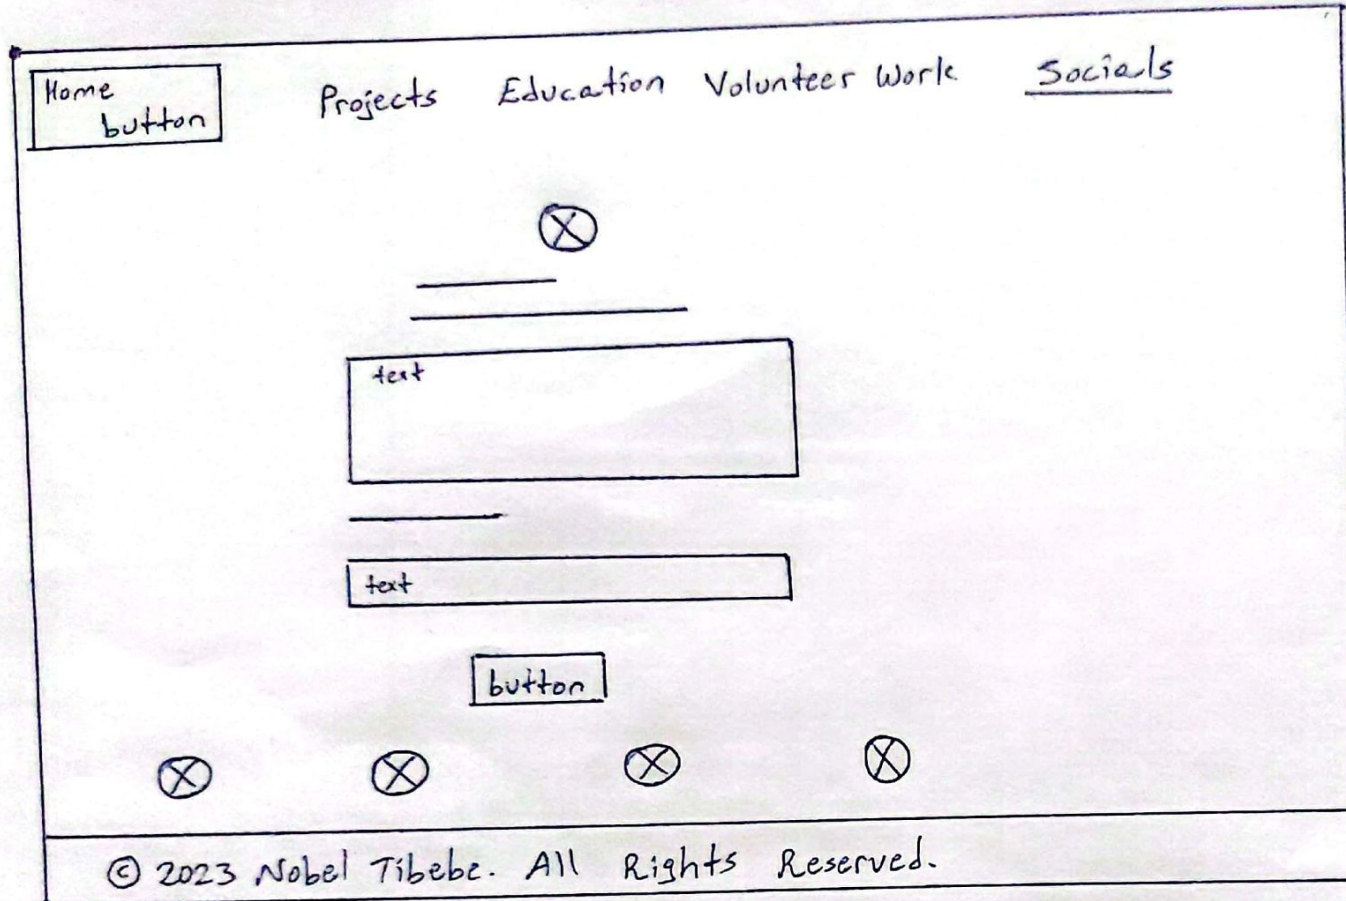 Home
button
Projects Education Volunteer Work Socials
text
text
button
© 2023 Nobel Tibebe. All Rights Reserved.